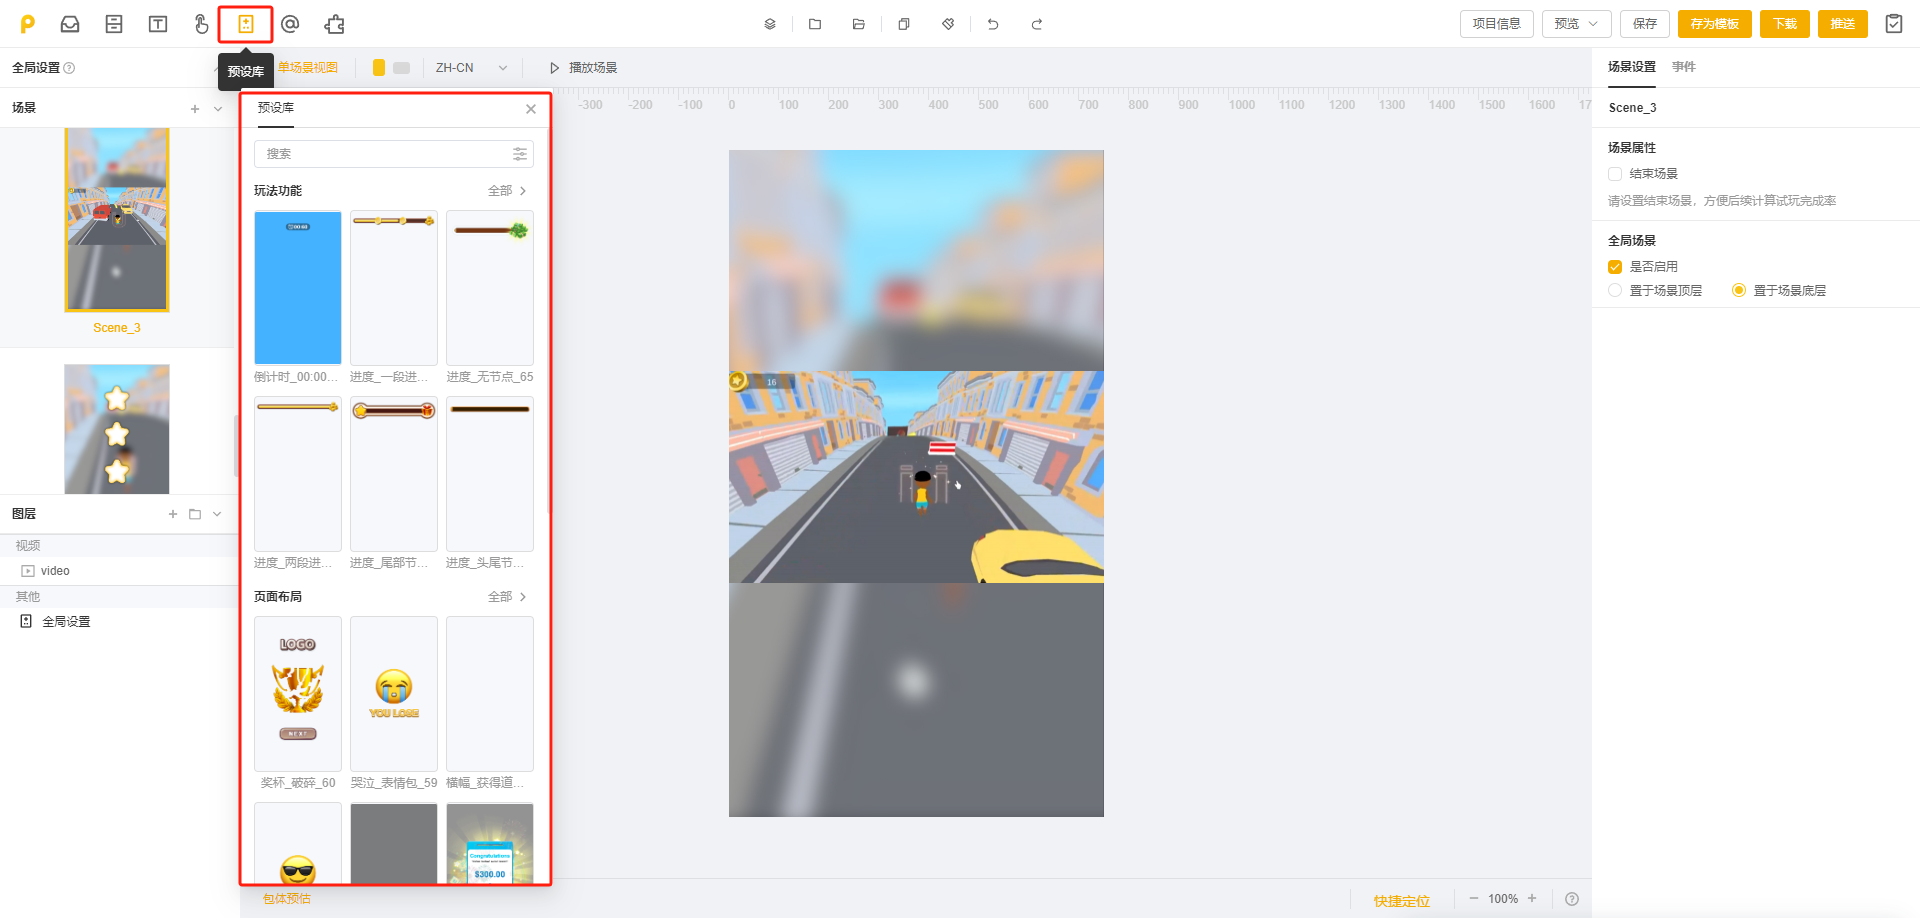 项目信息
预览
保存
存为模板
下载
推送
全局设置
预设库
单场景视图
ZH-CN
播放场景
场景设置
事件
场景
预设库
-300 -200 -100 0 100 200 300 400 500 600 700 800 900 1000 1100 1200 1300 1400 1500 1600 17
Scene_3
搜索
场景属性
结束场景
请设置结束场景，方便后续计算试玩完成率
玩法功能
全部
全局场景
是否启用
置于场景顶层
置于场景底层
00:60
Scene_3
倒计时_00:00...
进度_一段进...
进度_无节点_65
16
图层
视频
video
其他
全局设置
进度_两段进...
进度_尾部节...
进度_头尾节...
页面布局
全部
LOGO
NEXT
YOU LOSE
奖杯_破碎_60
哭泣_表情包_59
横幅_获得道...
Congratulations
$300.00
包体预估
快捷定位
100%